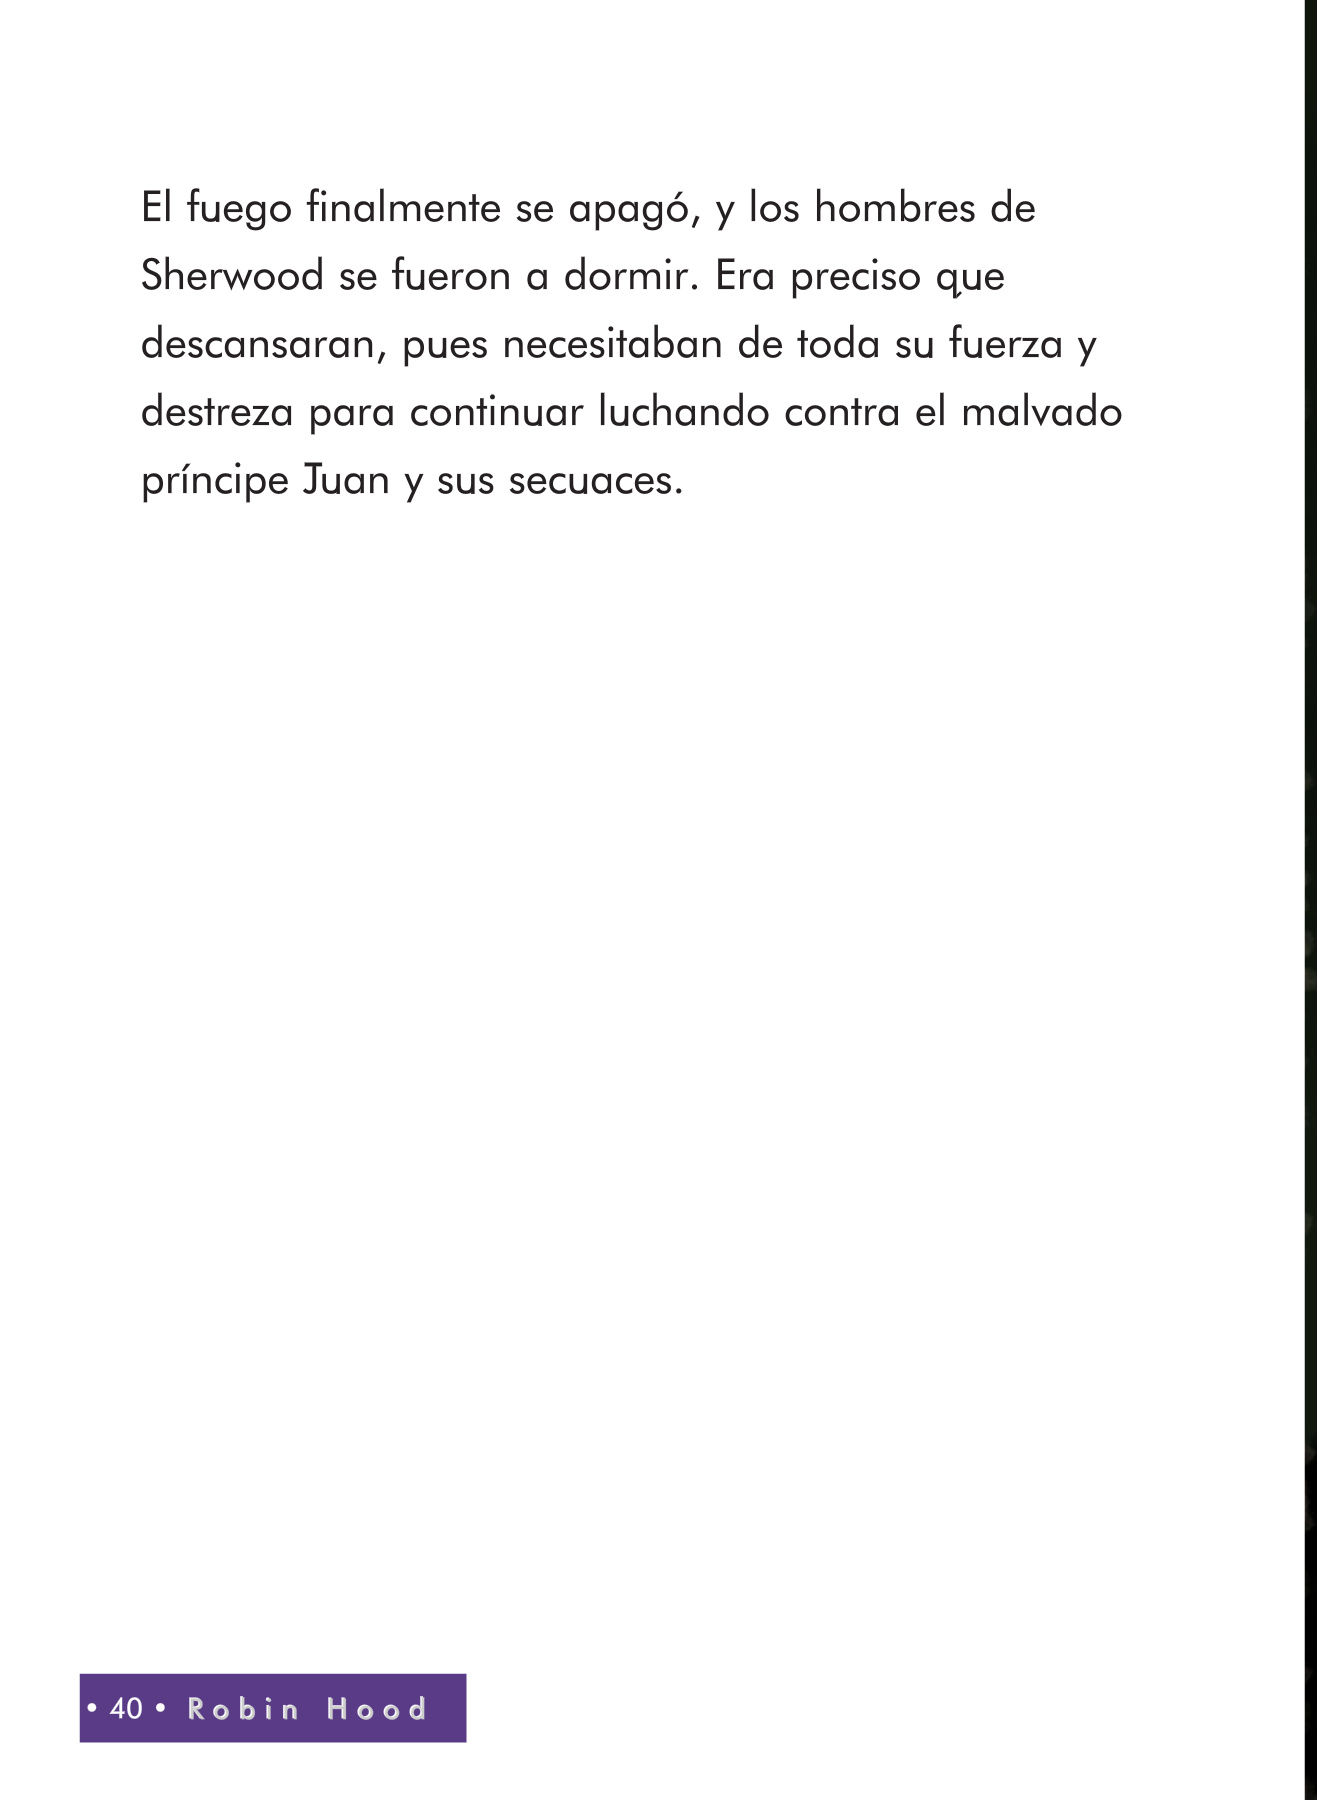 El fuego finalmente se apagó, y los hombres de
Sherwood se fueron a dormir. Era preciso que
descansaran, pues necesitaban de toda su fuerza y
destreza para continuar luchando contra el malvado
príncipe Juan y sus secuaces.
• 40 • Robin Hood